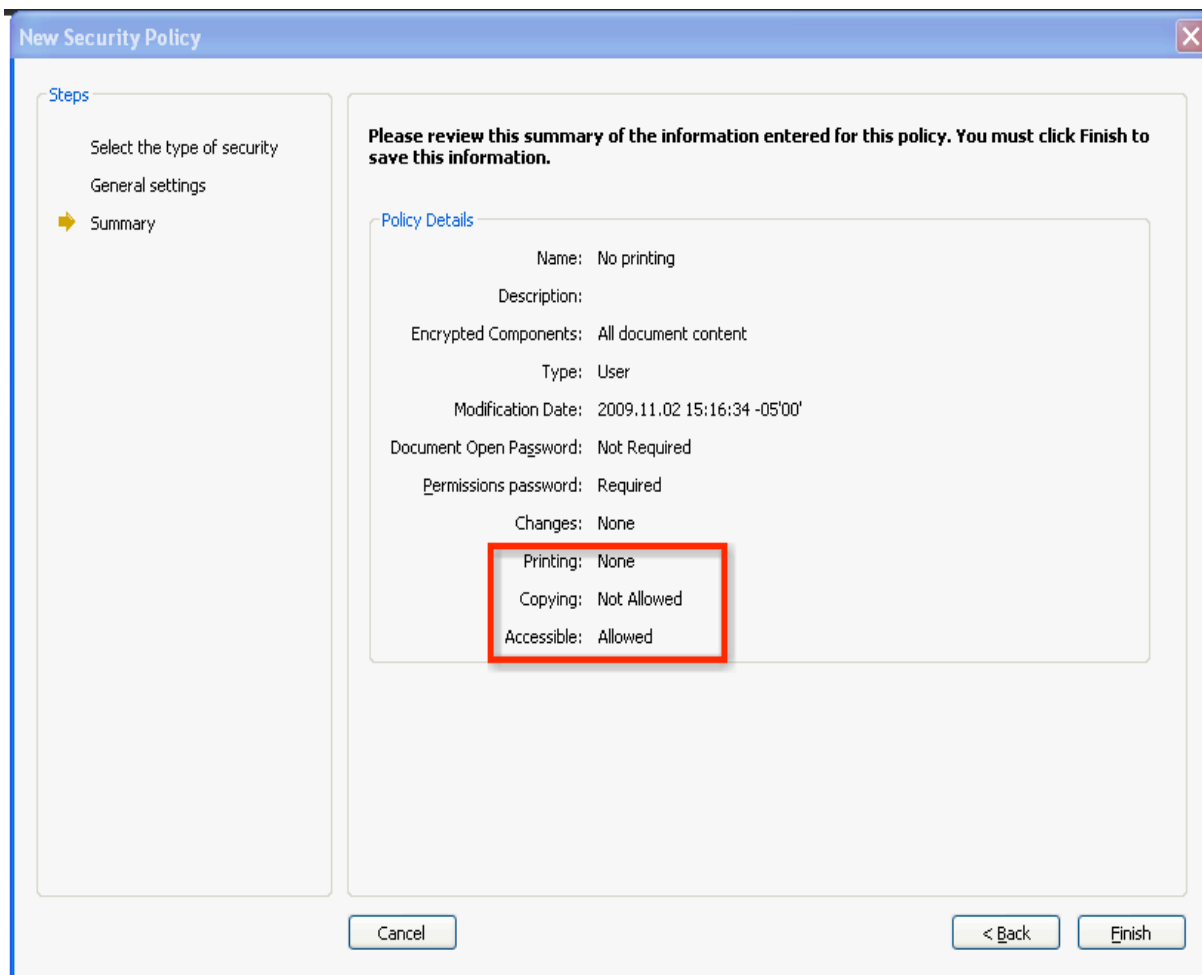 New Security Policy
Steps
Select the type of security
General settings
Summary
Please review this summary of the information entered for this policy. You must click Finish to
save this information.
Policy Details
Name: No printing
Description:
Encrypted Components: All document content
Type: User
Modification Date: 2009.11.02 15:16:34 -05'00'
Document Open Password: Not Required
Permissions password: Required
Changes: None
Printing: None
Copying: Not Allowed
Accessible: Allowed
Cancel
< Back
Finish